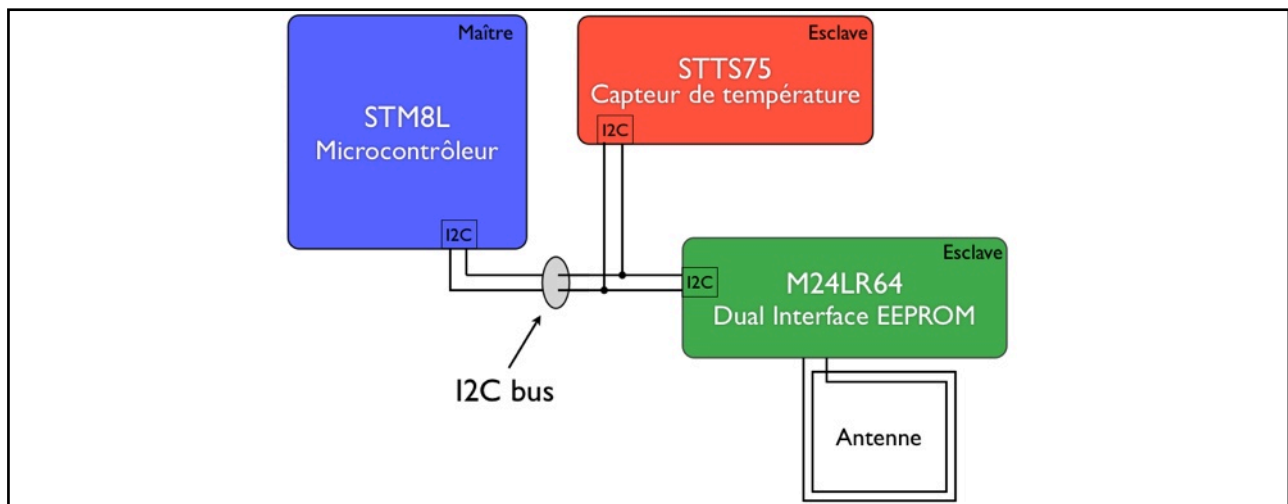 Maître
STM8L
Microcontrôleur
I2C
Esclave
STTS75
Capteur de température
I2C
Esclave
I2C
M24LR64
Dual Interface EEPROM
I2C bus
Antenne